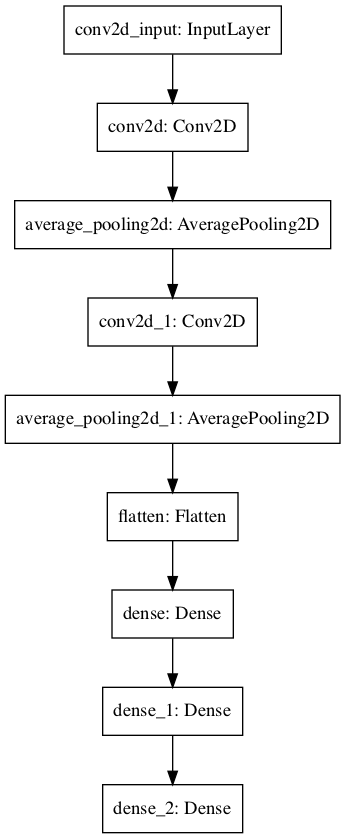 conv2d_input: InputLayer
conv2d: Conv2D
average_pooling2d: AveragePooling2D
conv2d_1: Conv2D
average_pooling2d_1: AveragePooling2D
flatten: Flatten
dense: Dense
dense_1: Dense
dense_2: Dense